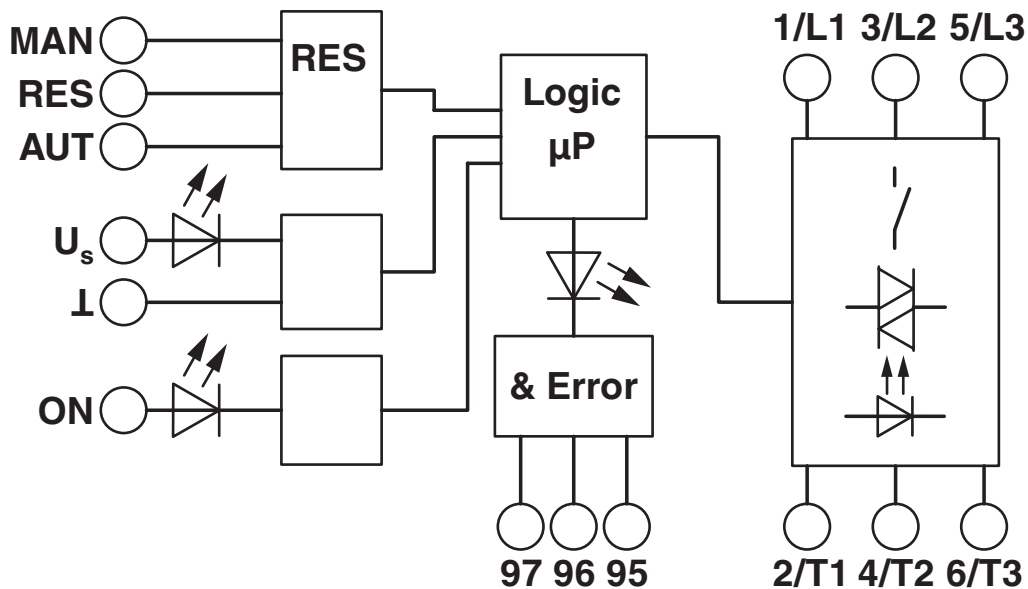 MAN
RES
AUT
RES
Us
⊥
ON
Logic
µP
& Error
97 96 95
1/L1 3/L2 5/L3
2/T1 4/T2 6/T3